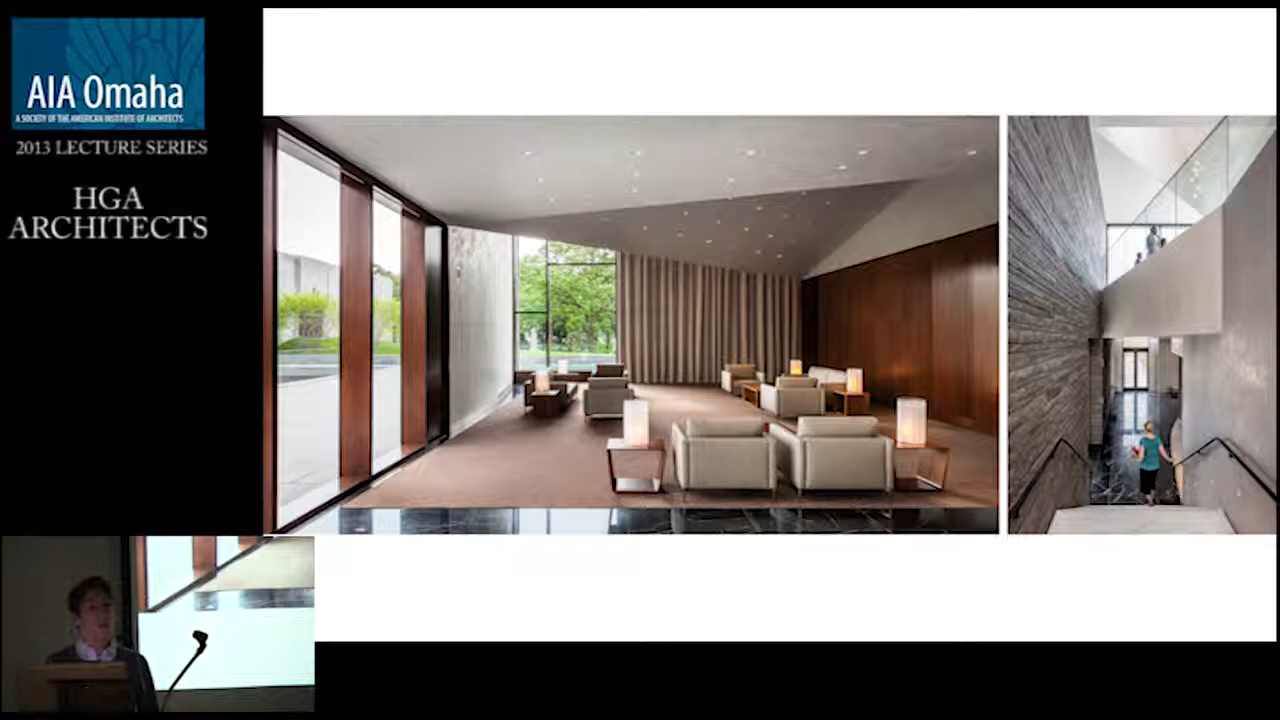 AIA Omaha
A SOCIETY OF THE AMERICAN INSTITUTE OF ARCHITECTS
2013 LECTURE SERIES
HGA
ARCHITECTS